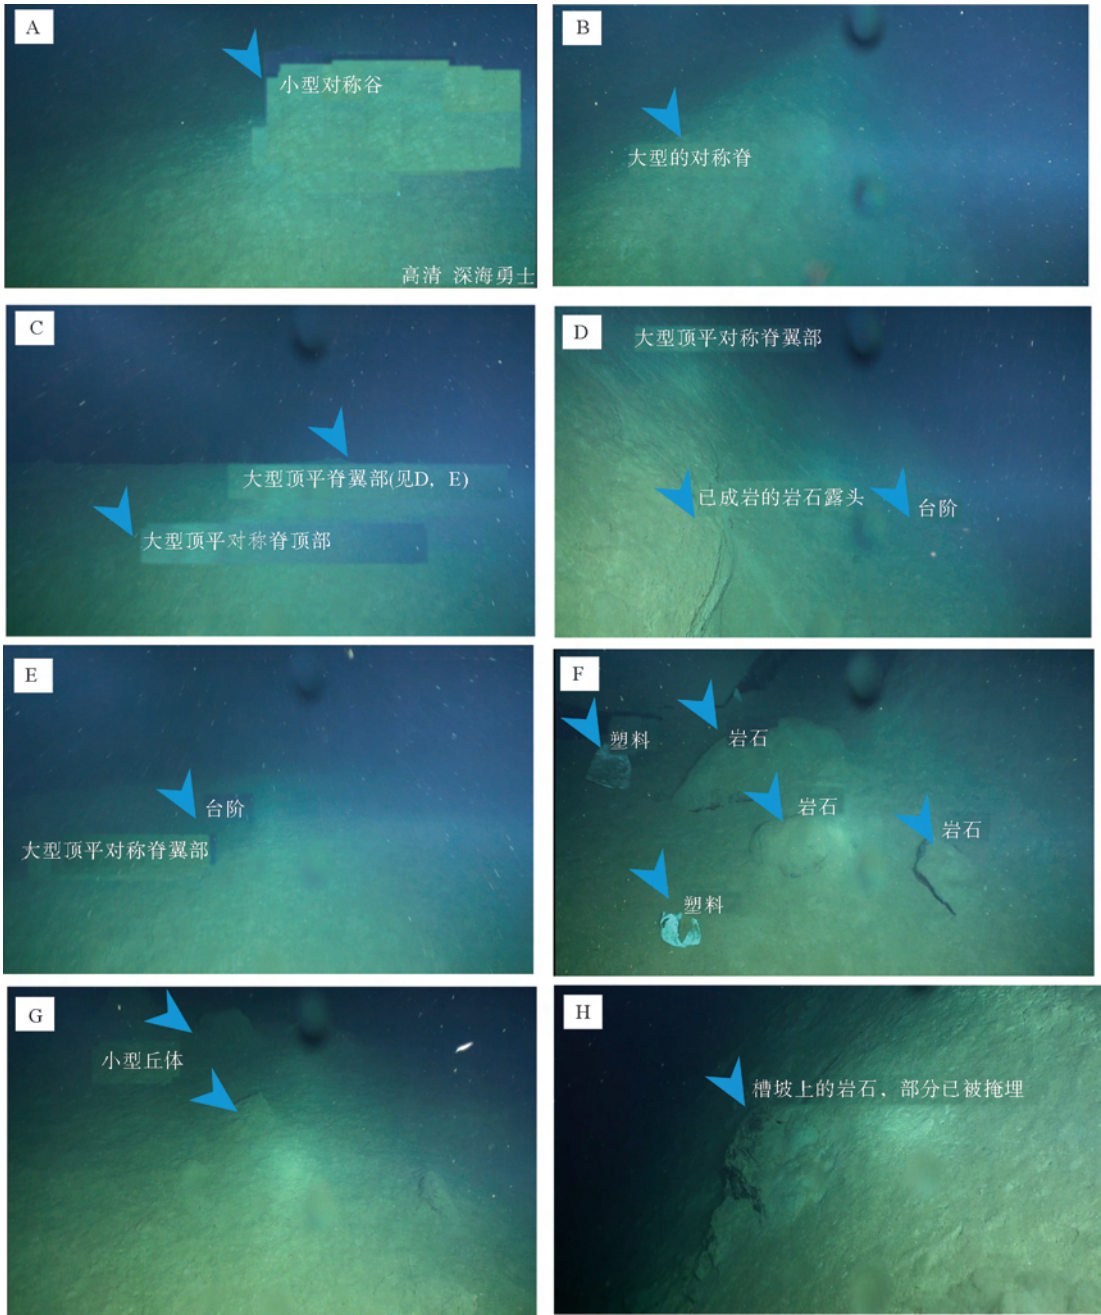 A
小型对称谷
高清 深海勇士
B
大型的对称脊
C
大型顶平脊翼部(见D，E)
大型顶平对称脊顶部
D
大型顶平对称脊翼部
已成岩的岩石露头
台阶
E
台阶
大型顶平对称脊翼部
F
塑料
岩石
岩石
岩石
塑料
G
小型丘体
H
槽坡上的岩石，部分已被掩埋